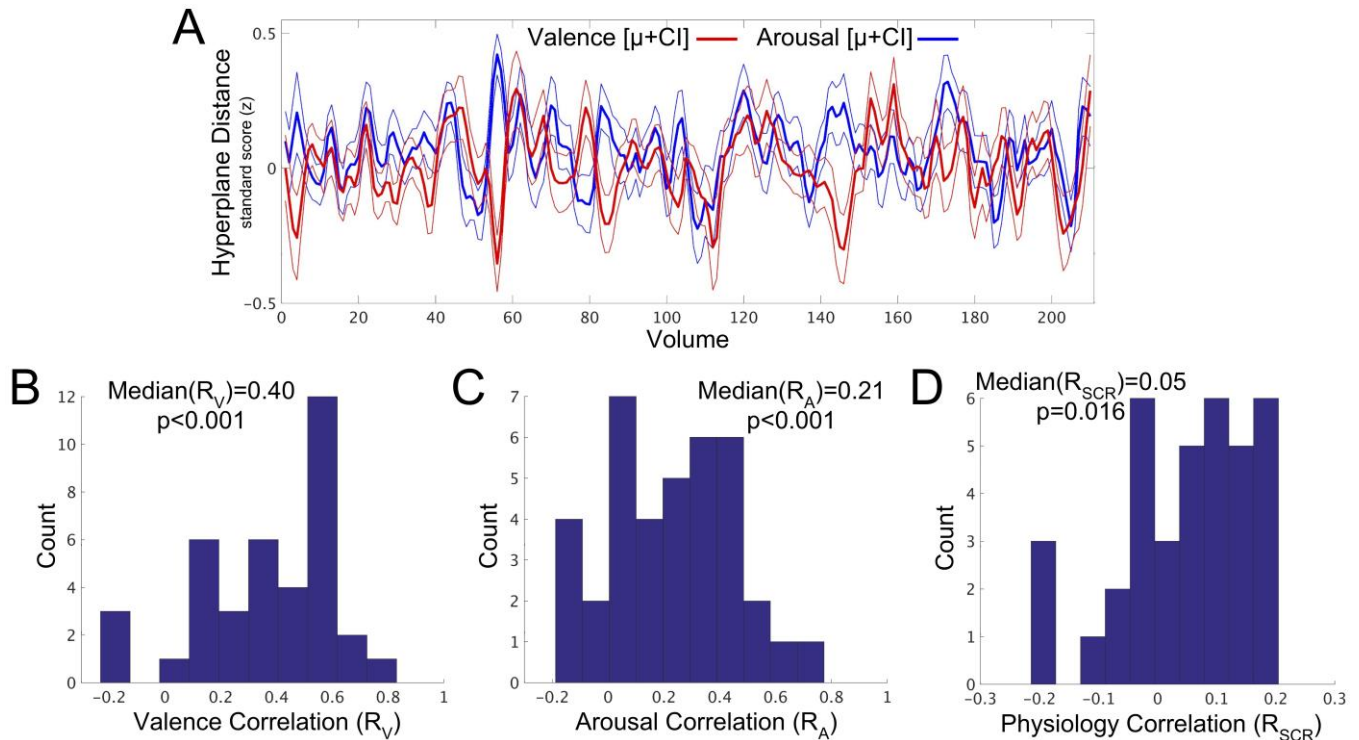 A
Valence [μ+CI]
Arousal [μ+CI]
Hyperplane Distance
standard score (z)
0.5
0
−0.5
0 20 40 60 80 100 120 140 160 180 200
Volume
B
Median(R_V)=0.40
p<0.001
Count
12
10
8
6
4
2
0
−0.2 0 0.2 0.4 0.6 0.8 1
Valence Correlation (R_V)
C
Median(R_A)=0.21
p<0.001
Count
7
6
5
4
3
2
1
0
−0.2 0 0.2 0.4 0.6 0.8 1
Arousal Correlation (R_A)
D
Median(R_SCR)=0.05
p=0.016
Count
6
5
4
3
2
1
0
−0.3 −0.2 −0.1 0 0.1 0.2 0.3
Physiology Correlation (R_SCR)